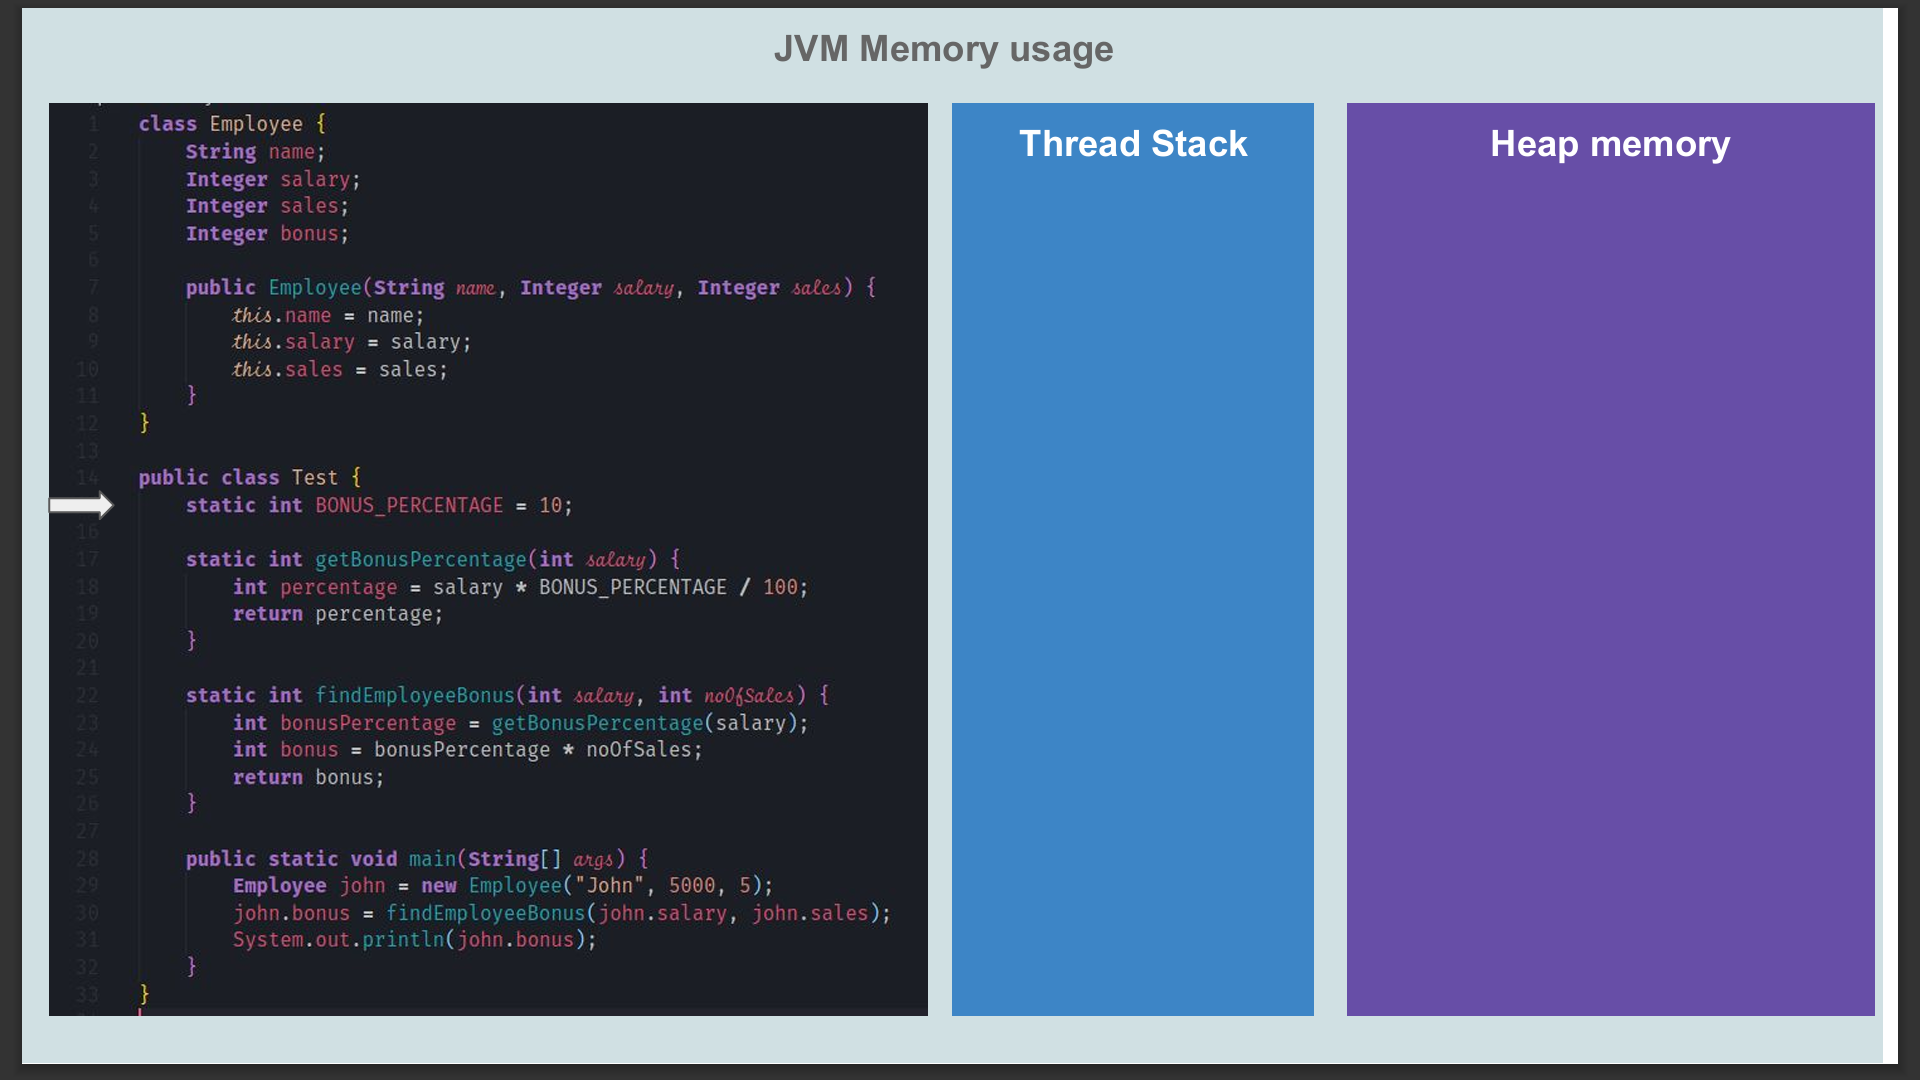 JVM Memory usage
1 class Employee {
2 String name;
3 Integer salary;
4 Integer sales;
5 Integer bonus;
6
7 public Employee(String name, Integer salary, Integer sales) {
8 this.name = name;
9 this.salary = salary;
10 this.sales = sales;
11 }
12 }
13
14 public class Test {
static int BONUS_PERCENTAGE = 10;
16
17 static int getBonusPercentage(int salary) {
18 int percentage = salary * BONUS_PERCENTAGE / 100;
19 return percentage;
20 }
21
22 static int findEmployeeBonus(int salary, int noOfSales) {
23 int bonusPercentage = getBonusPercentage(salary);
24 int bonus = bonusPercentage * noOfSales;
25 return bonus;
26 }
27
28 public static void main(String[] args) {
29 Employee john = new Employee("John", 5000, 5);
30 john.bonus = findEmployeeBonus(john.salary, john.sales);
31 System.out.println(john.bonus);
32 }
33 }
Thread Stack
Heap memory